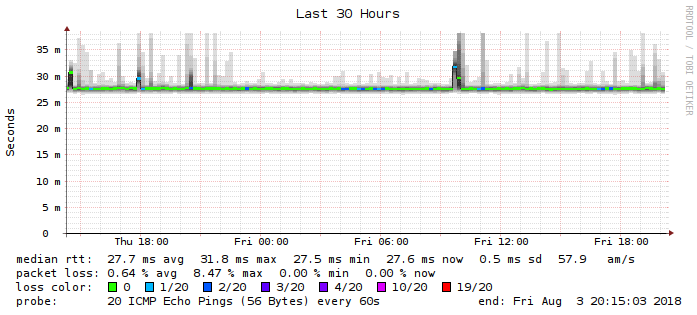 Last 30 Hours
RRDTOOL / TOBI OETIKER
Seconds
35 m
30 m
25 m
20 m
15 m
10 m
5 m
0
Thu 18:00 Fri 00:00 Fri 06:00 Fri 12:00 Fri 18:00
median rtt: 27.7 ms avg 31.8 ms max 27.5 ms min 27.6 ms now 0.5 ms sd 57.9 am/s
packet loss: 0.64 % avg 8.47 % max 0.00 % min 0.00 % now
loss color: 0 1/20 2/20 3/20 4/20 10/20 19/20
probe: 20 ICMP Echo Pings (56 Bytes) every 60s end: Fri Aug 3 20:15:03 2018